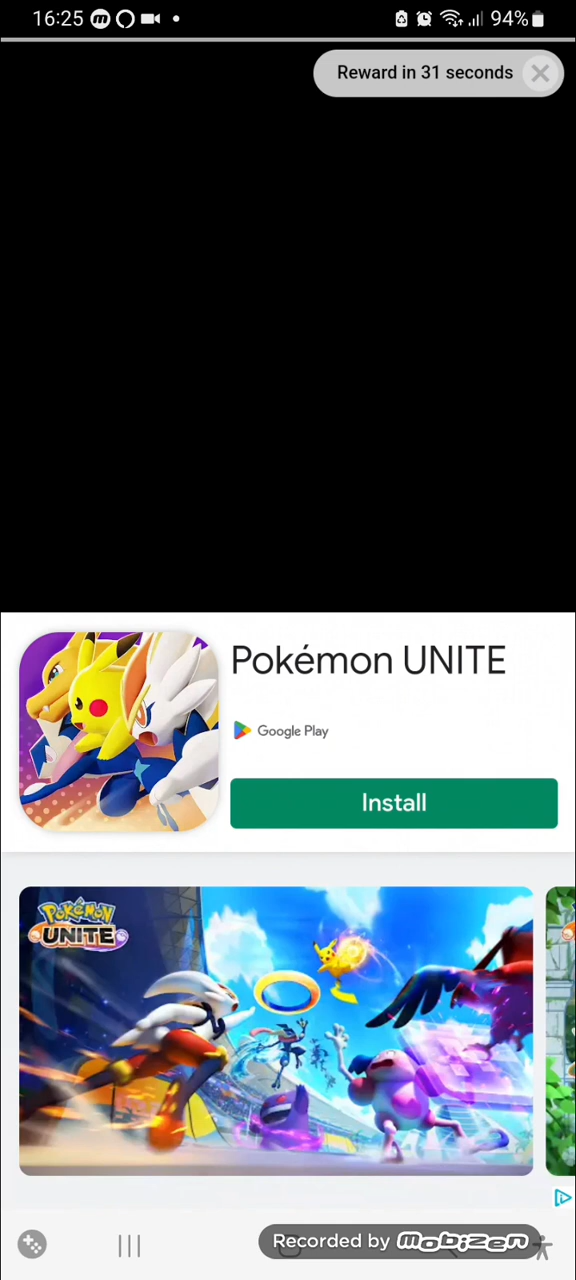 16:25
94%
Reward in 31 seconds
Pokémon UNITE
Google Play
Install
POKÉMON
UNITE
Recorded by mobizen